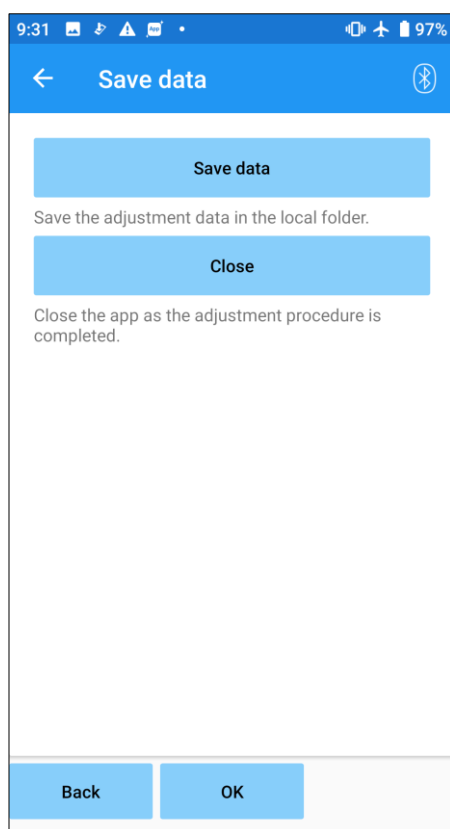 9:31 97%
Save data
Save data
Save the adjustment data in the local folder.
Close
Close the app as the adjustment procedure is
completed.
Back OK